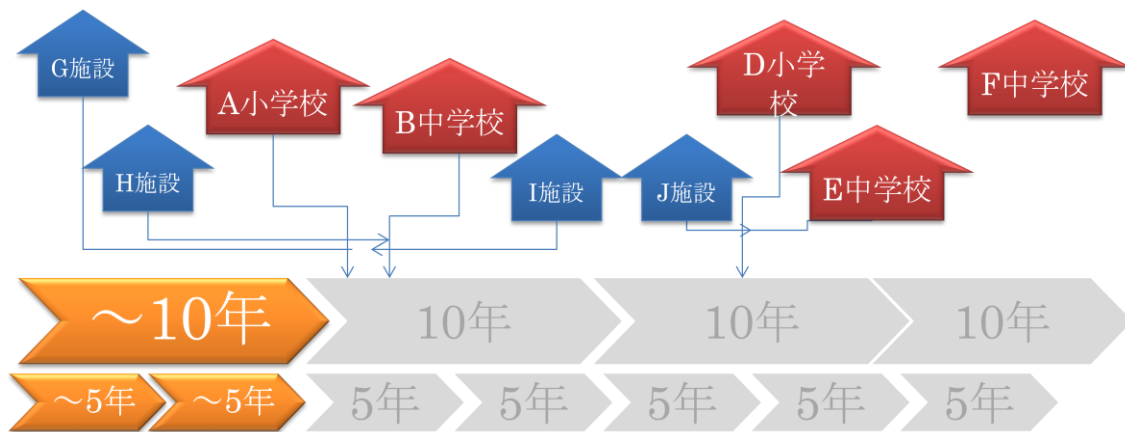 G施設
A小学校
B中学校
D小学
校
F中学校
H施設
I施設
J施設
E中学校
～10年
10年
10年
10年
～5年
～5年
5年
5年
5年
5年
5年